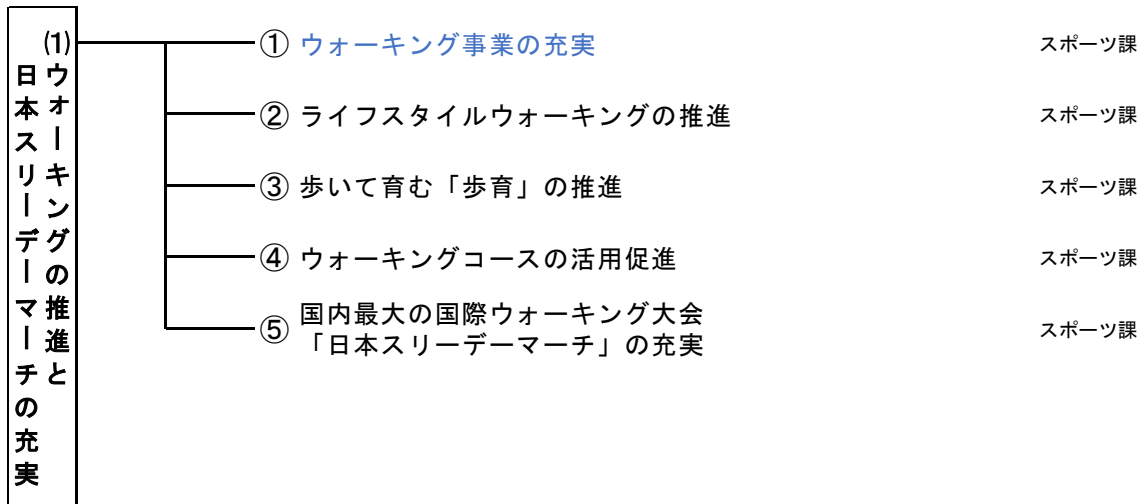 (1)ウォーキングの推進と
日本スリーデーマーチの充実
① ウォーキング事業の充実 スポーツ課
② ライフスタイルウォーキングの推進 スポーツ課
③ 歩いて育む「歩育」の推進 スポーツ課
④ ウォーキングコースの活用促進 スポーツ課
⑤ 国内最大の国際ウォーキング大会
「日本スリーデーマーチ」の充実 スポーツ課